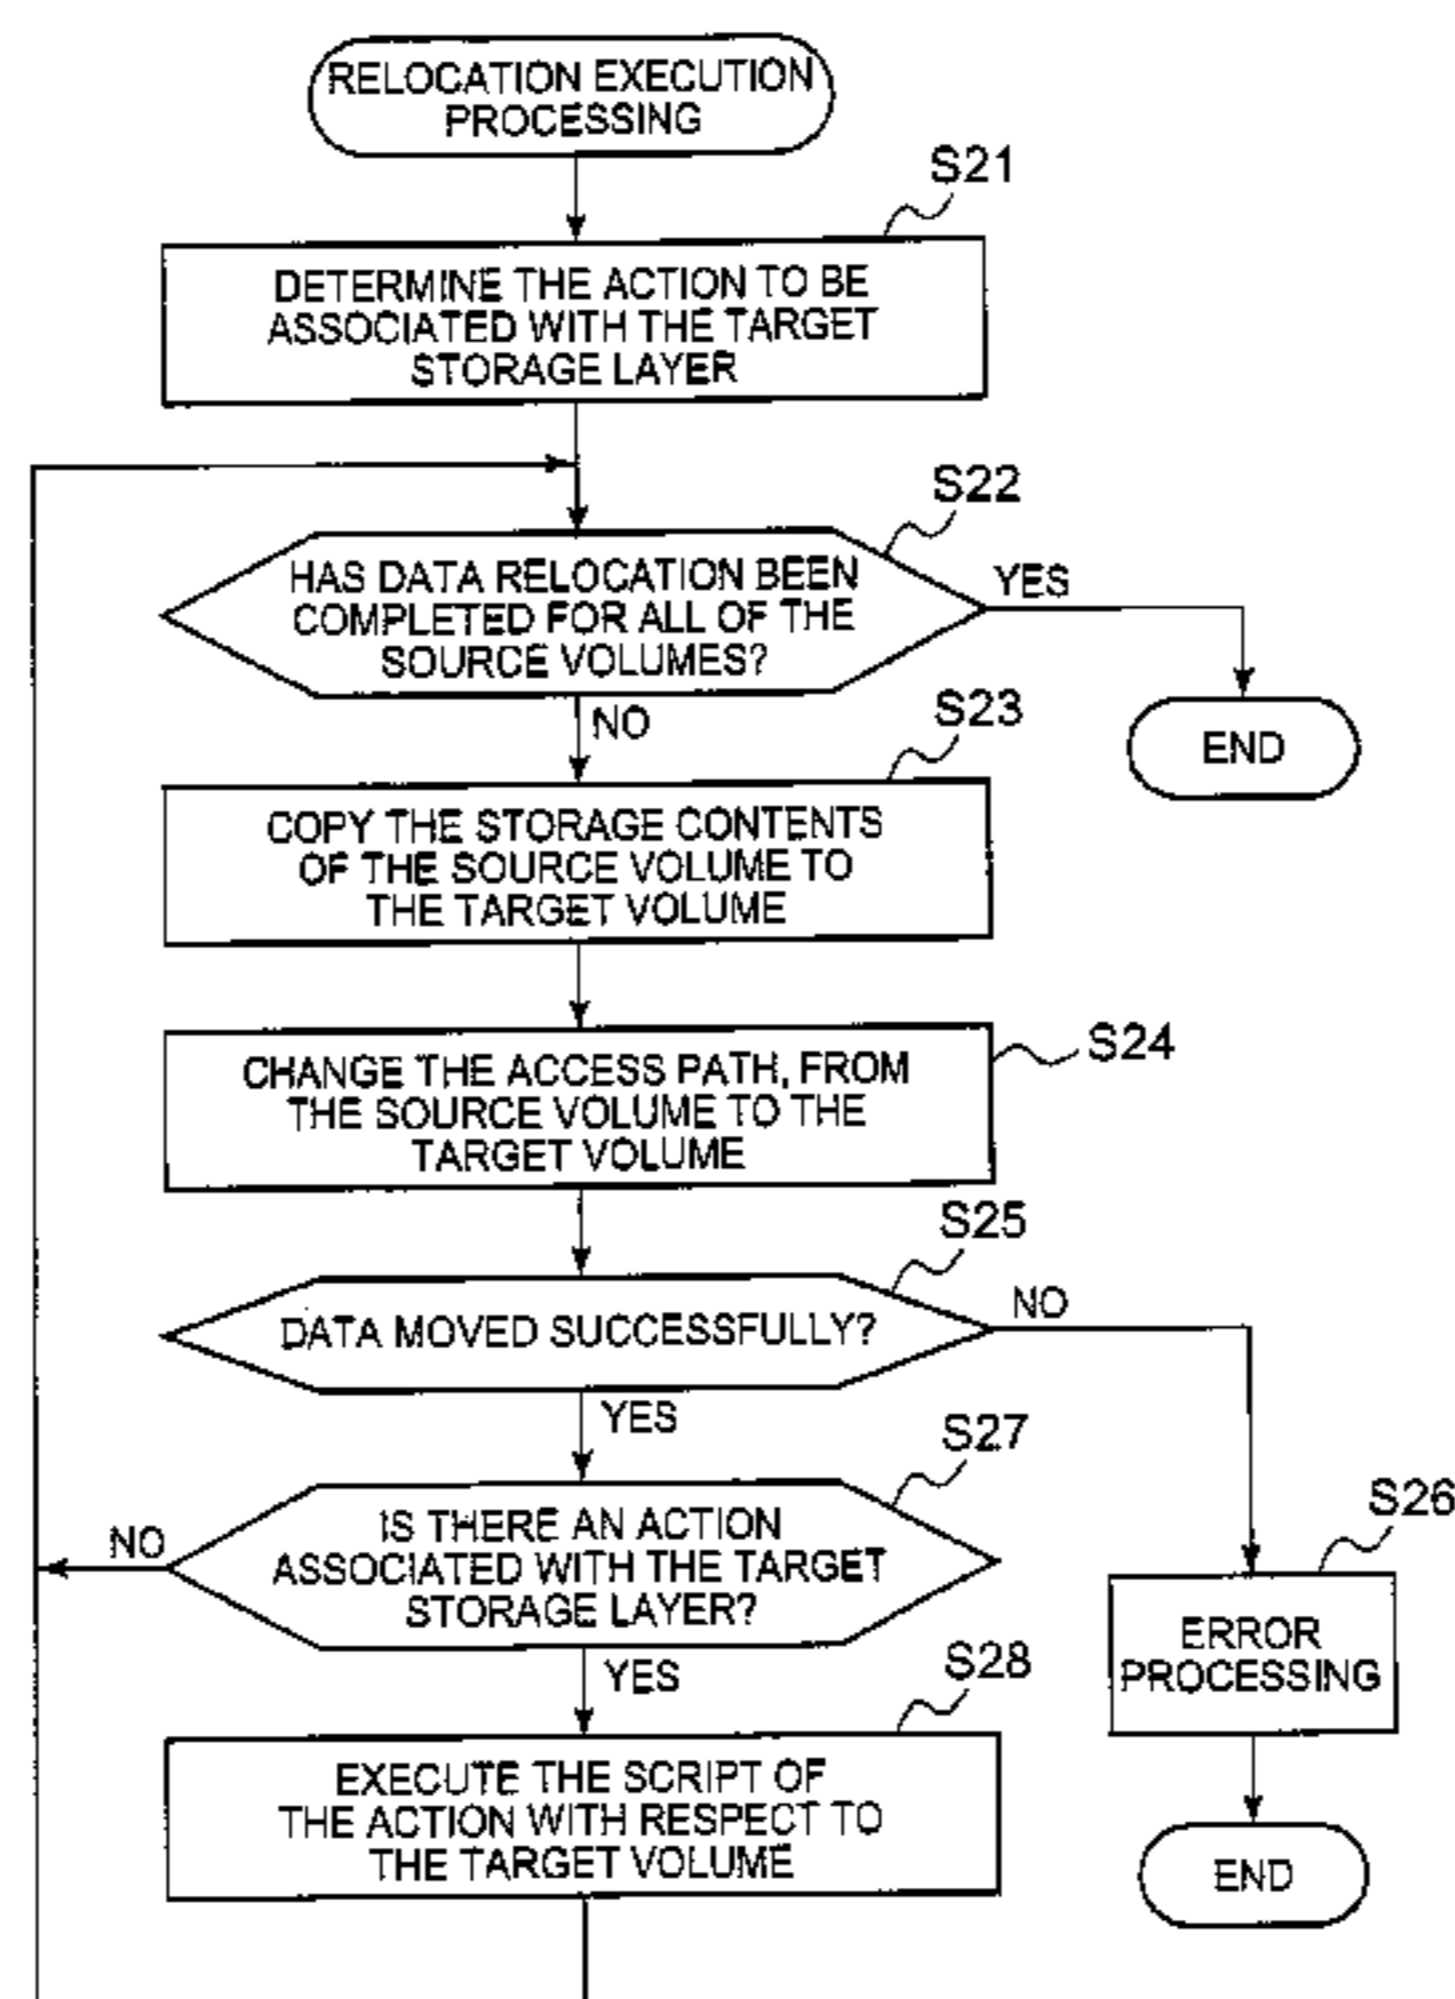 RELOCATION EXECUTION
PROCESSING
S21
DETERMINE THE ACTION TO BE
ASSOCIATED WITH THE TARGET
STORAGE LAYER
S22
HAS DATA RELOCATION BEEN
COMPLETED FOR ALL OF THE
SOURCE VOLUMES?
YES
END
NO
S23
COPY THE STORAGE CONTENTS
OF THE SOURCE VOLUME TO
THE TARGET VOLUME
S24
CHANGE THE ACCESS PATH, FROM
THE SOURCE VOLUME TO THE
TARGET VOLUME
S25
DATA MOVED SUCCESSFULLY?
NO
YES
S27
IS THERE AN ACTION
ASSOCIATED WITH THE TARGET
STORAGE LAYER?
NO
YES
S26
ERROR
PROCESSING
END
S28
EXECUTE THE SCRIPT OF
THE ACTION WITH RESPECT TO
THE TARGET VOLUME